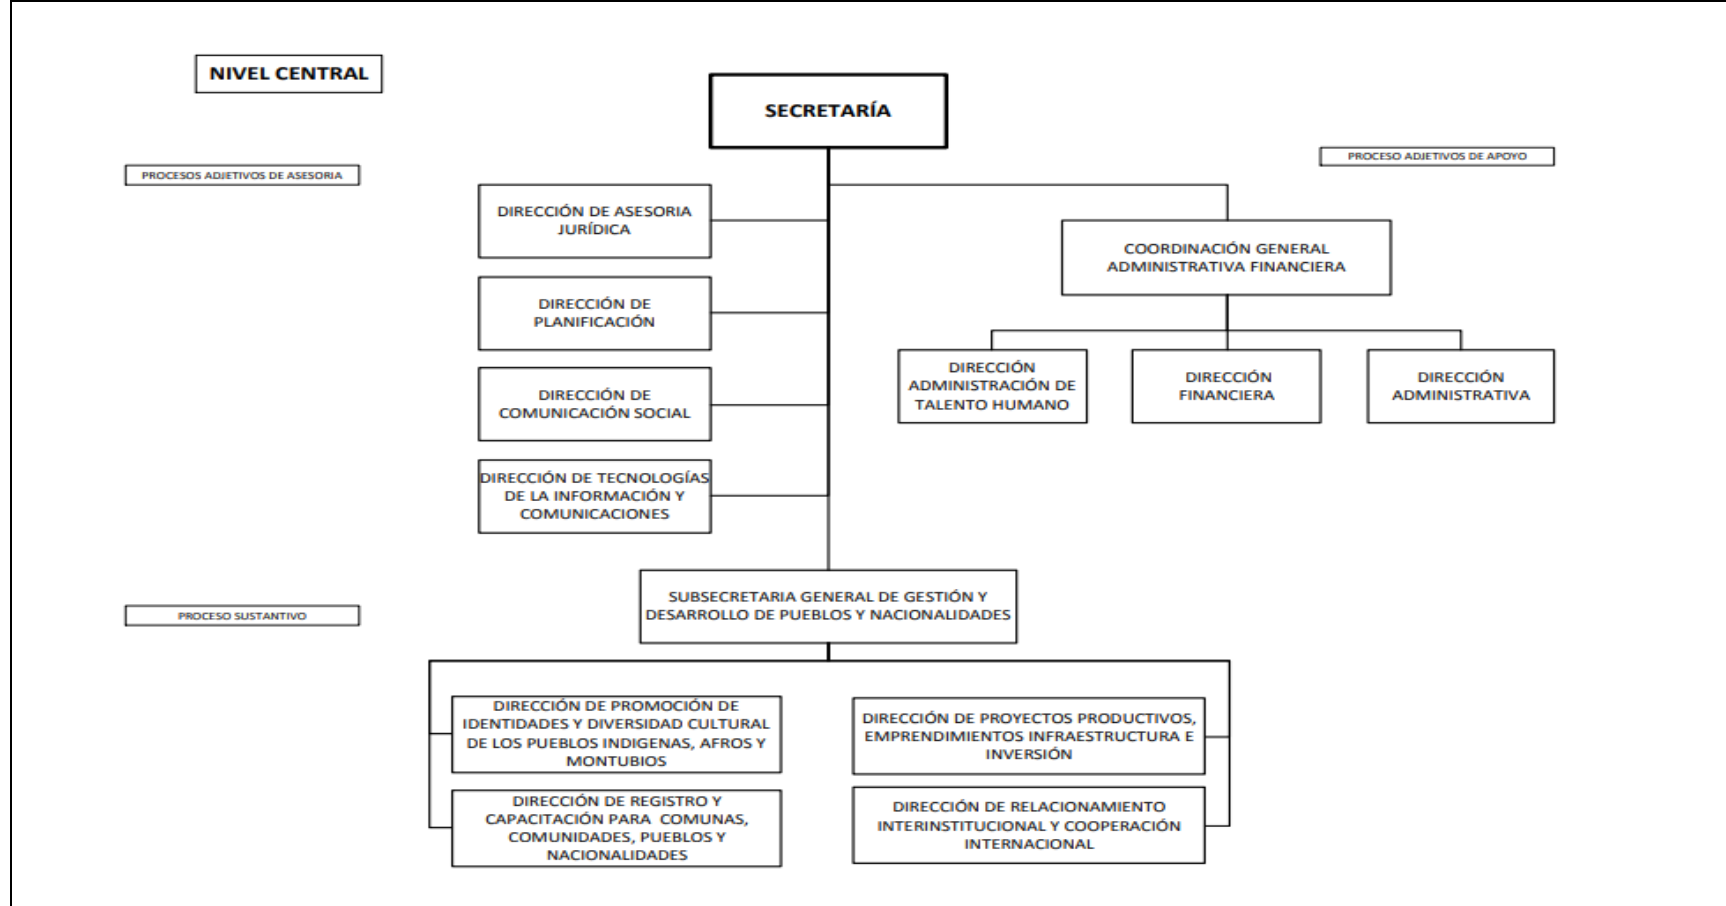 NIVEL CENTRAL
SECRETARÍA
PROCESOS ADJETIVOS DE ASESORIA
PROCESO ADJETIVOS DE APOYO
DIRECCIÓN DE ASESORIA
JURÍDICA
COORDINACIÓN GENERAL
ADMINISTRATIVA FINANCIERA
DIRECCIÓN DE
PLANIFICACIÓN
DIRECCIÓN
ADMINISTRACIÓN DE
TALENTO HUMANO
DIRECCIÓN
FINANCIERA
DIRECCIÓN
ADMINISTRATIVA
DIRECCIÓN DE
COMUNICACIÓN SOCIAL
DIRECCIÓN DE TECNOLOGÍAS
DE LA INFORMACIÓN Y
COMUNICACIONES
PROCESO SUSTANTIVO
SUBSECRETARIA GENERAL DE GESTIÓN Y
DESARROLLO DE PUEBLOS Y NACIONALIDADES
DIRECCIÓN DE PROMOCIÓN DE
IDENTIDADES Y DIVERSIDAD CULTURAL
DE LOS PUEBLOS INDIGENAS, AFROS Y
MONTUBIOS
DIRECCIÓN DE PROYECTOS PRODUCTIVOS,
EMPRENDIMIENTOS INFRAESTRUCTURA E
INVERSIÓN
DIRECCIÓN DE REGISTRO Y
CAPACITACIÓN PARA COMUNAS,
COMUNIDADES, PUEBLOS Y
NACIONALIDADES
DIRECCIÓN DE RELACIONAMIENTO
INTERINSTITUCIONAL Y COOPERACIÓN
INTERNACIONAL